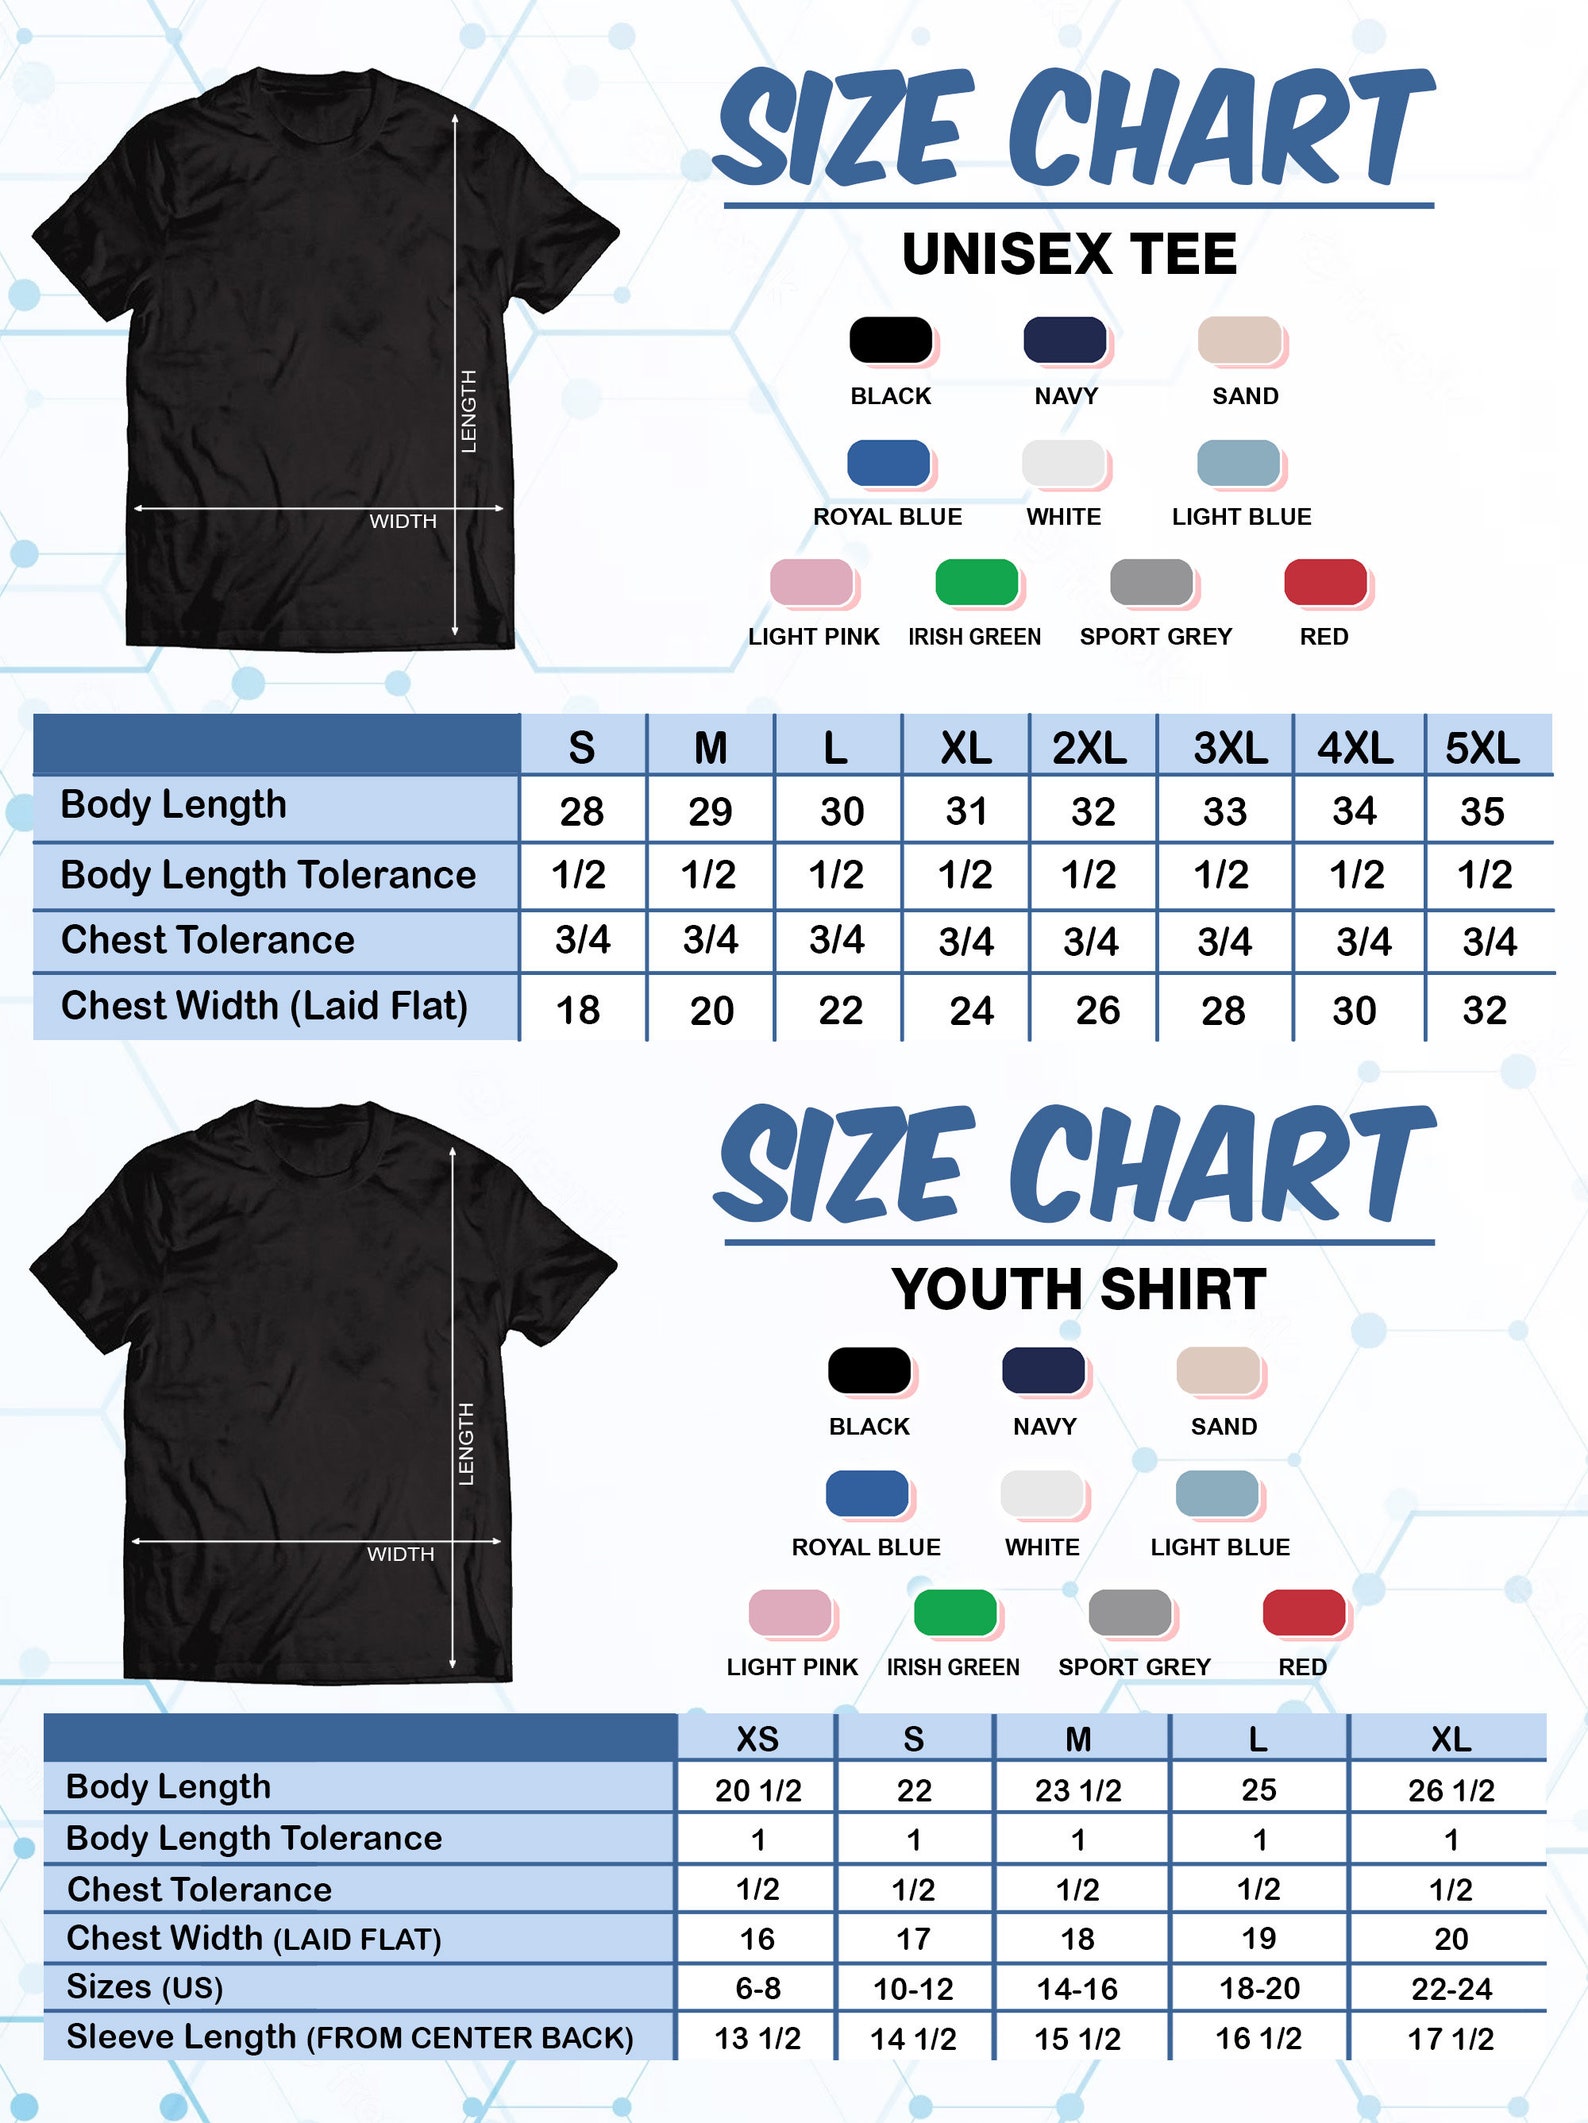 SIZE CHART
UNISEX TEE
BLACK NAVY SAND
ROYAL BLUE WHITE LIGHT BLUE
LIGHT PINK IRISH GREEN SPORT GREY RED
LENGTH
WIDTH
S M L XL 2XL 3XL 4XL 5XL
Body Length 28 29 30 31 32 33 34 35
Body Length Tolerance 1/2 1/2 1/2 1/2 1/2 1/2 1/2 1/2
Chest Tolerance 3/4 3/4 3/4 3/4 3/4 3/4 3/4 3/4
Chest Width (Laid Flat) 18 20 22 24 26 28 30 32
SIZE CHART
YOUTH SHIRT
BLACK NAVY SAND
ROYAL BLUE WHITE LIGHT BLUE
LIGHT PINK IRISH GREEN SPORT GREY RED
LENGTH
WIDTH
XS S M L XL
Body Length 20 1/2 22 23 1/2 25 26 1/2
Body Length Tolerance 1 1 1 1 1
Chest Tolerance 1/2 1/2 1/2 1/2 1/2
Chest Width (LAID FLAT) 16 17 18 19 20
Sizes (US) 6-8 10-12 14-16 18-20 22-24
Sleeve Length (FROM CENTER BACK) 13 1/2 14 1/2 15 1/2 16 1/2 17 1/2